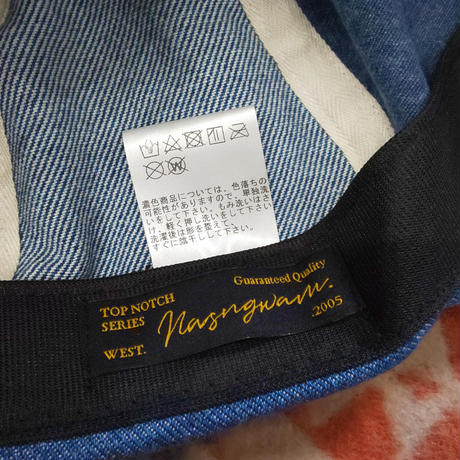 濃色商品については、色落ちの
可能性がありますので、単独洗
いをして下さい。もみ洗いはさ
け、軽く押し洗いをして下さい。
洗濯後は形を整えて、
すぐに陰干しして下さい。
TOP NOTCH
SERIES
WEST.
Guaranteed Quality
Nasngwam.
.2005